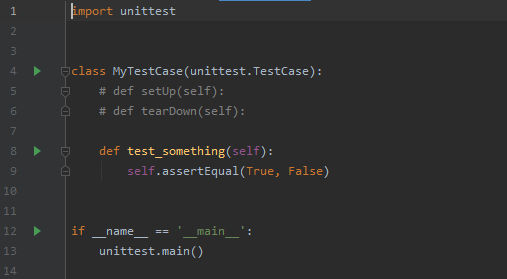 1 import unittest
2
3
4 class MyTestCase(unittest.TestCase):
5     # def setUp(self):
6     # def tearDown(self):
7
8     def test_something(self):
9         self.assertEqual(True, False)
10
11
12 if __name__ == '__main__':
13     unittest.main()
14